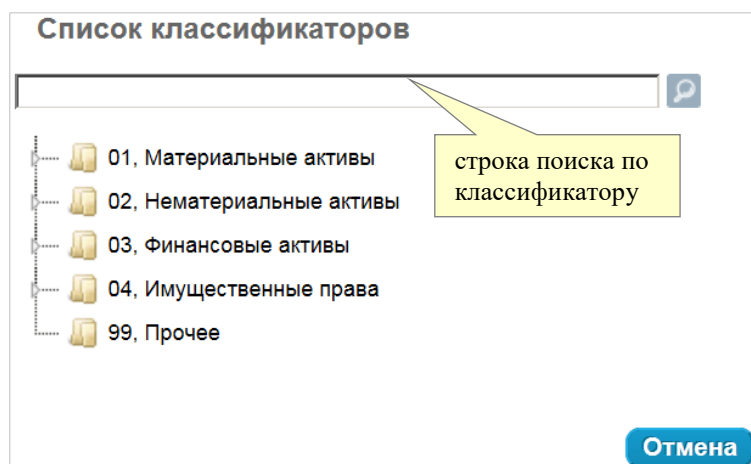 Список классификаторов
строка поиска по
классификатору
01, Материальные активы
02, Нематериальные активы
03, Финансовые активы
04, Имущественные права
99, Прочее
Отмена